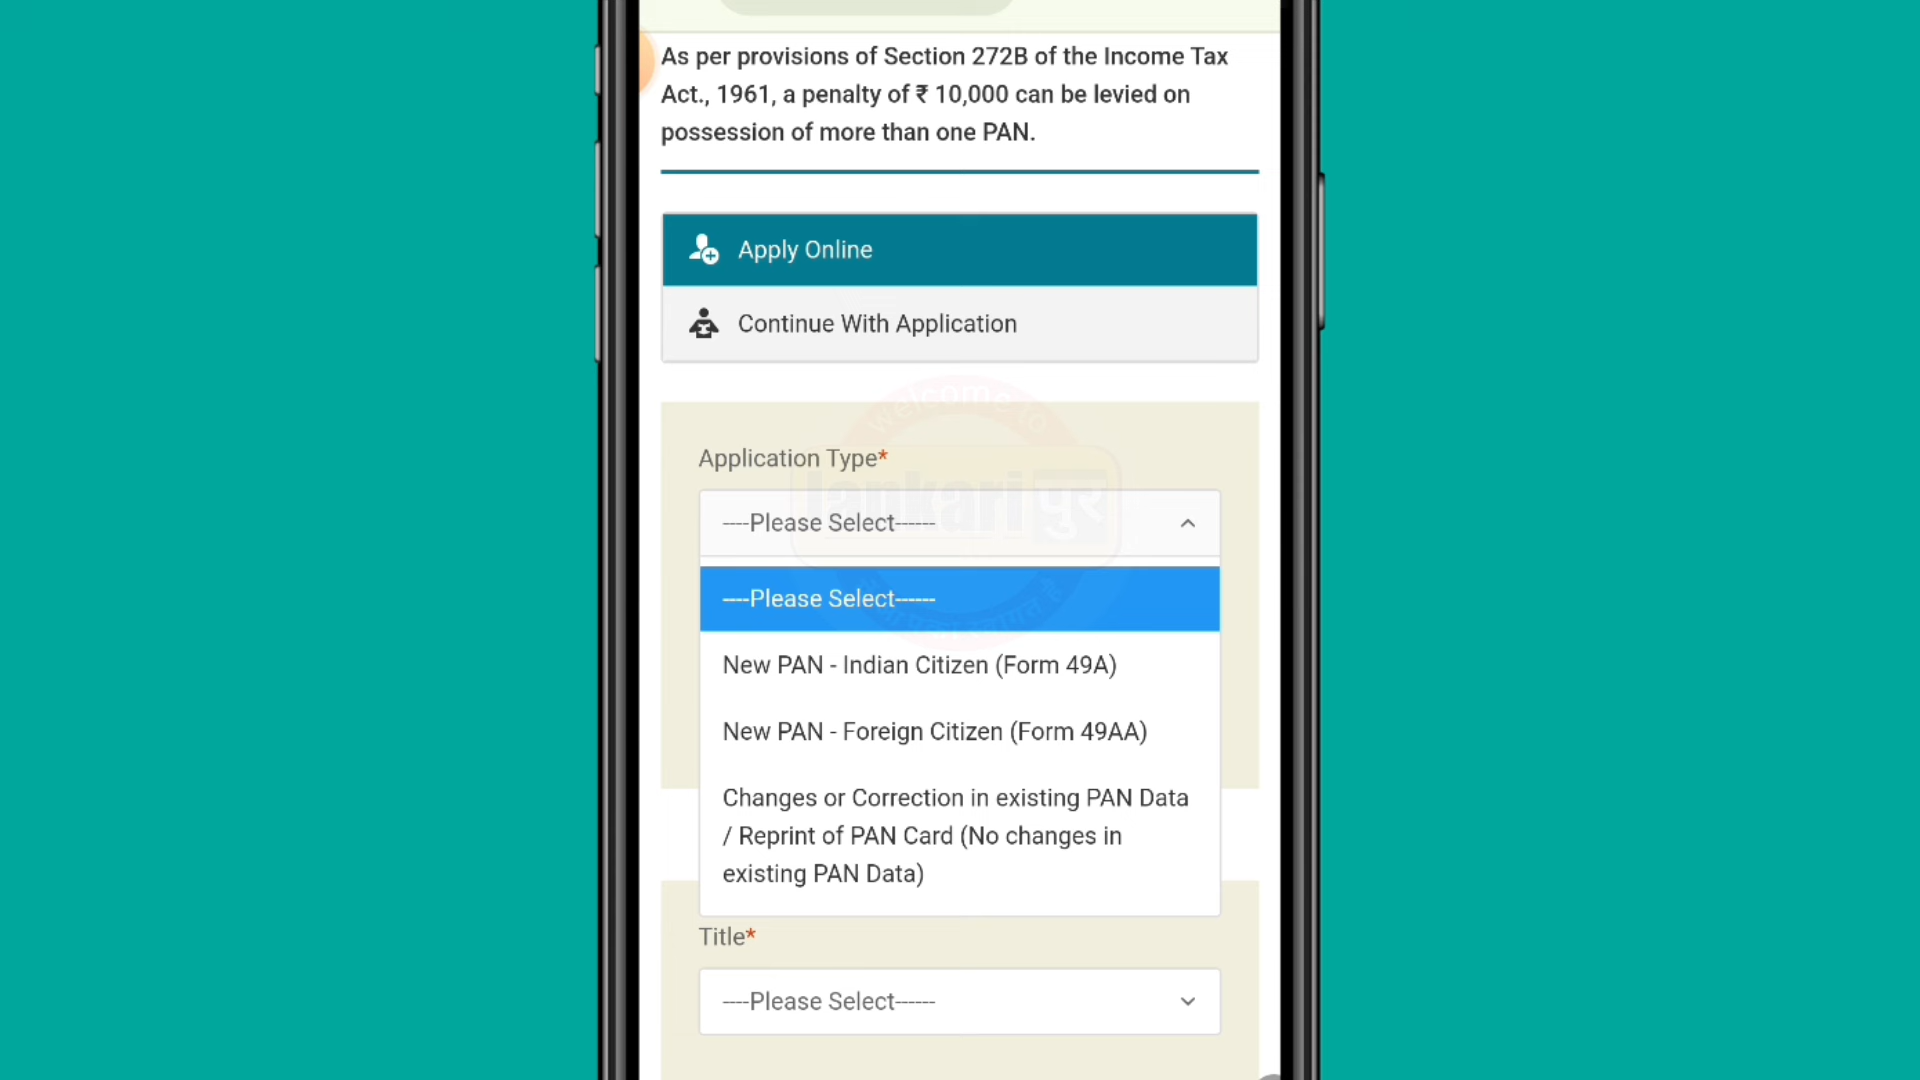 As per provisions of Section 272B of the Income Tax
Act., 1961, a penalty of ₹ 10,000 can be levied on
possession of more than one PAN.
Apply Online
Continue With Application
welcome to
Application Type*
Jankari पुर
----Please Select------
----Please Select------
New PAN - Indian Citizen (Form 49A)
New PAN - Foreign Citizen (Form 49AA)
Changes or Correction in existing PAN Data
/ Reprint of PAN Card (No changes in
existing PAN Data)
Title*
----Please Select------